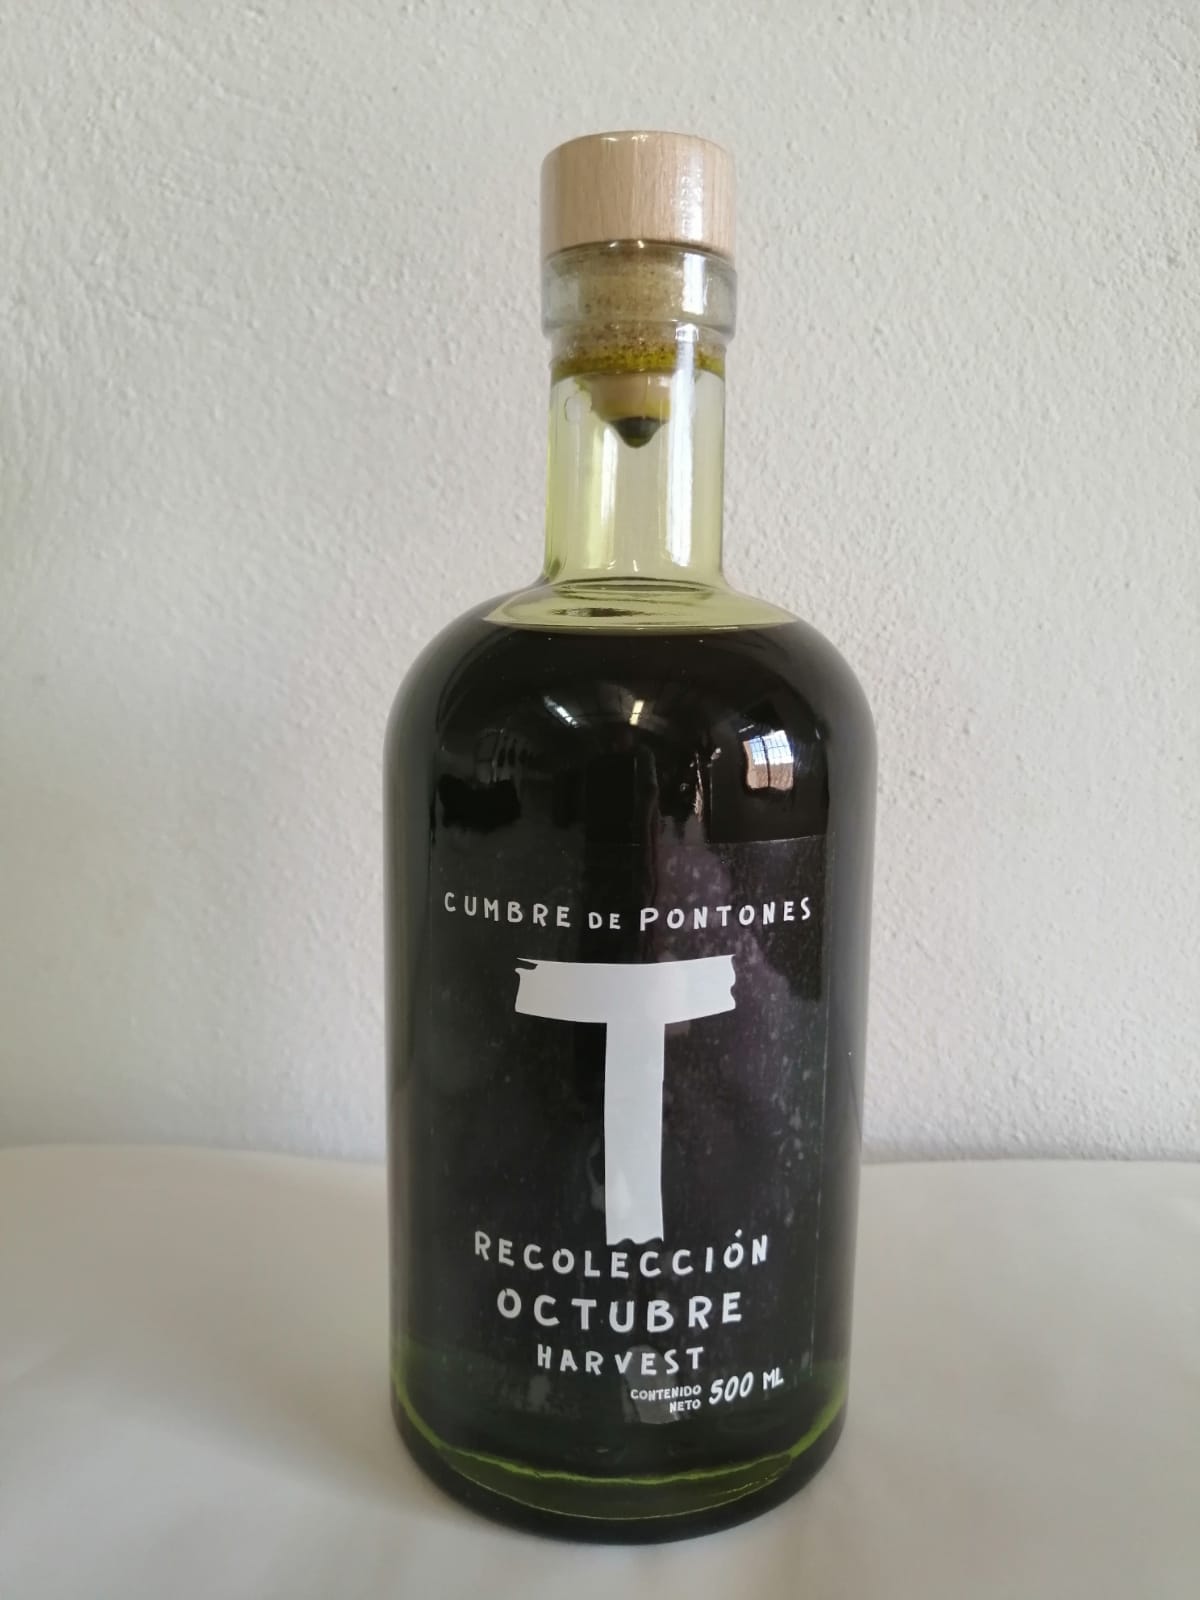 CUMBRE DE PONTONES
T
RECOLECCIÓN
OCTUBRE
HARVEST
CONTENIDO NETO 500 ML